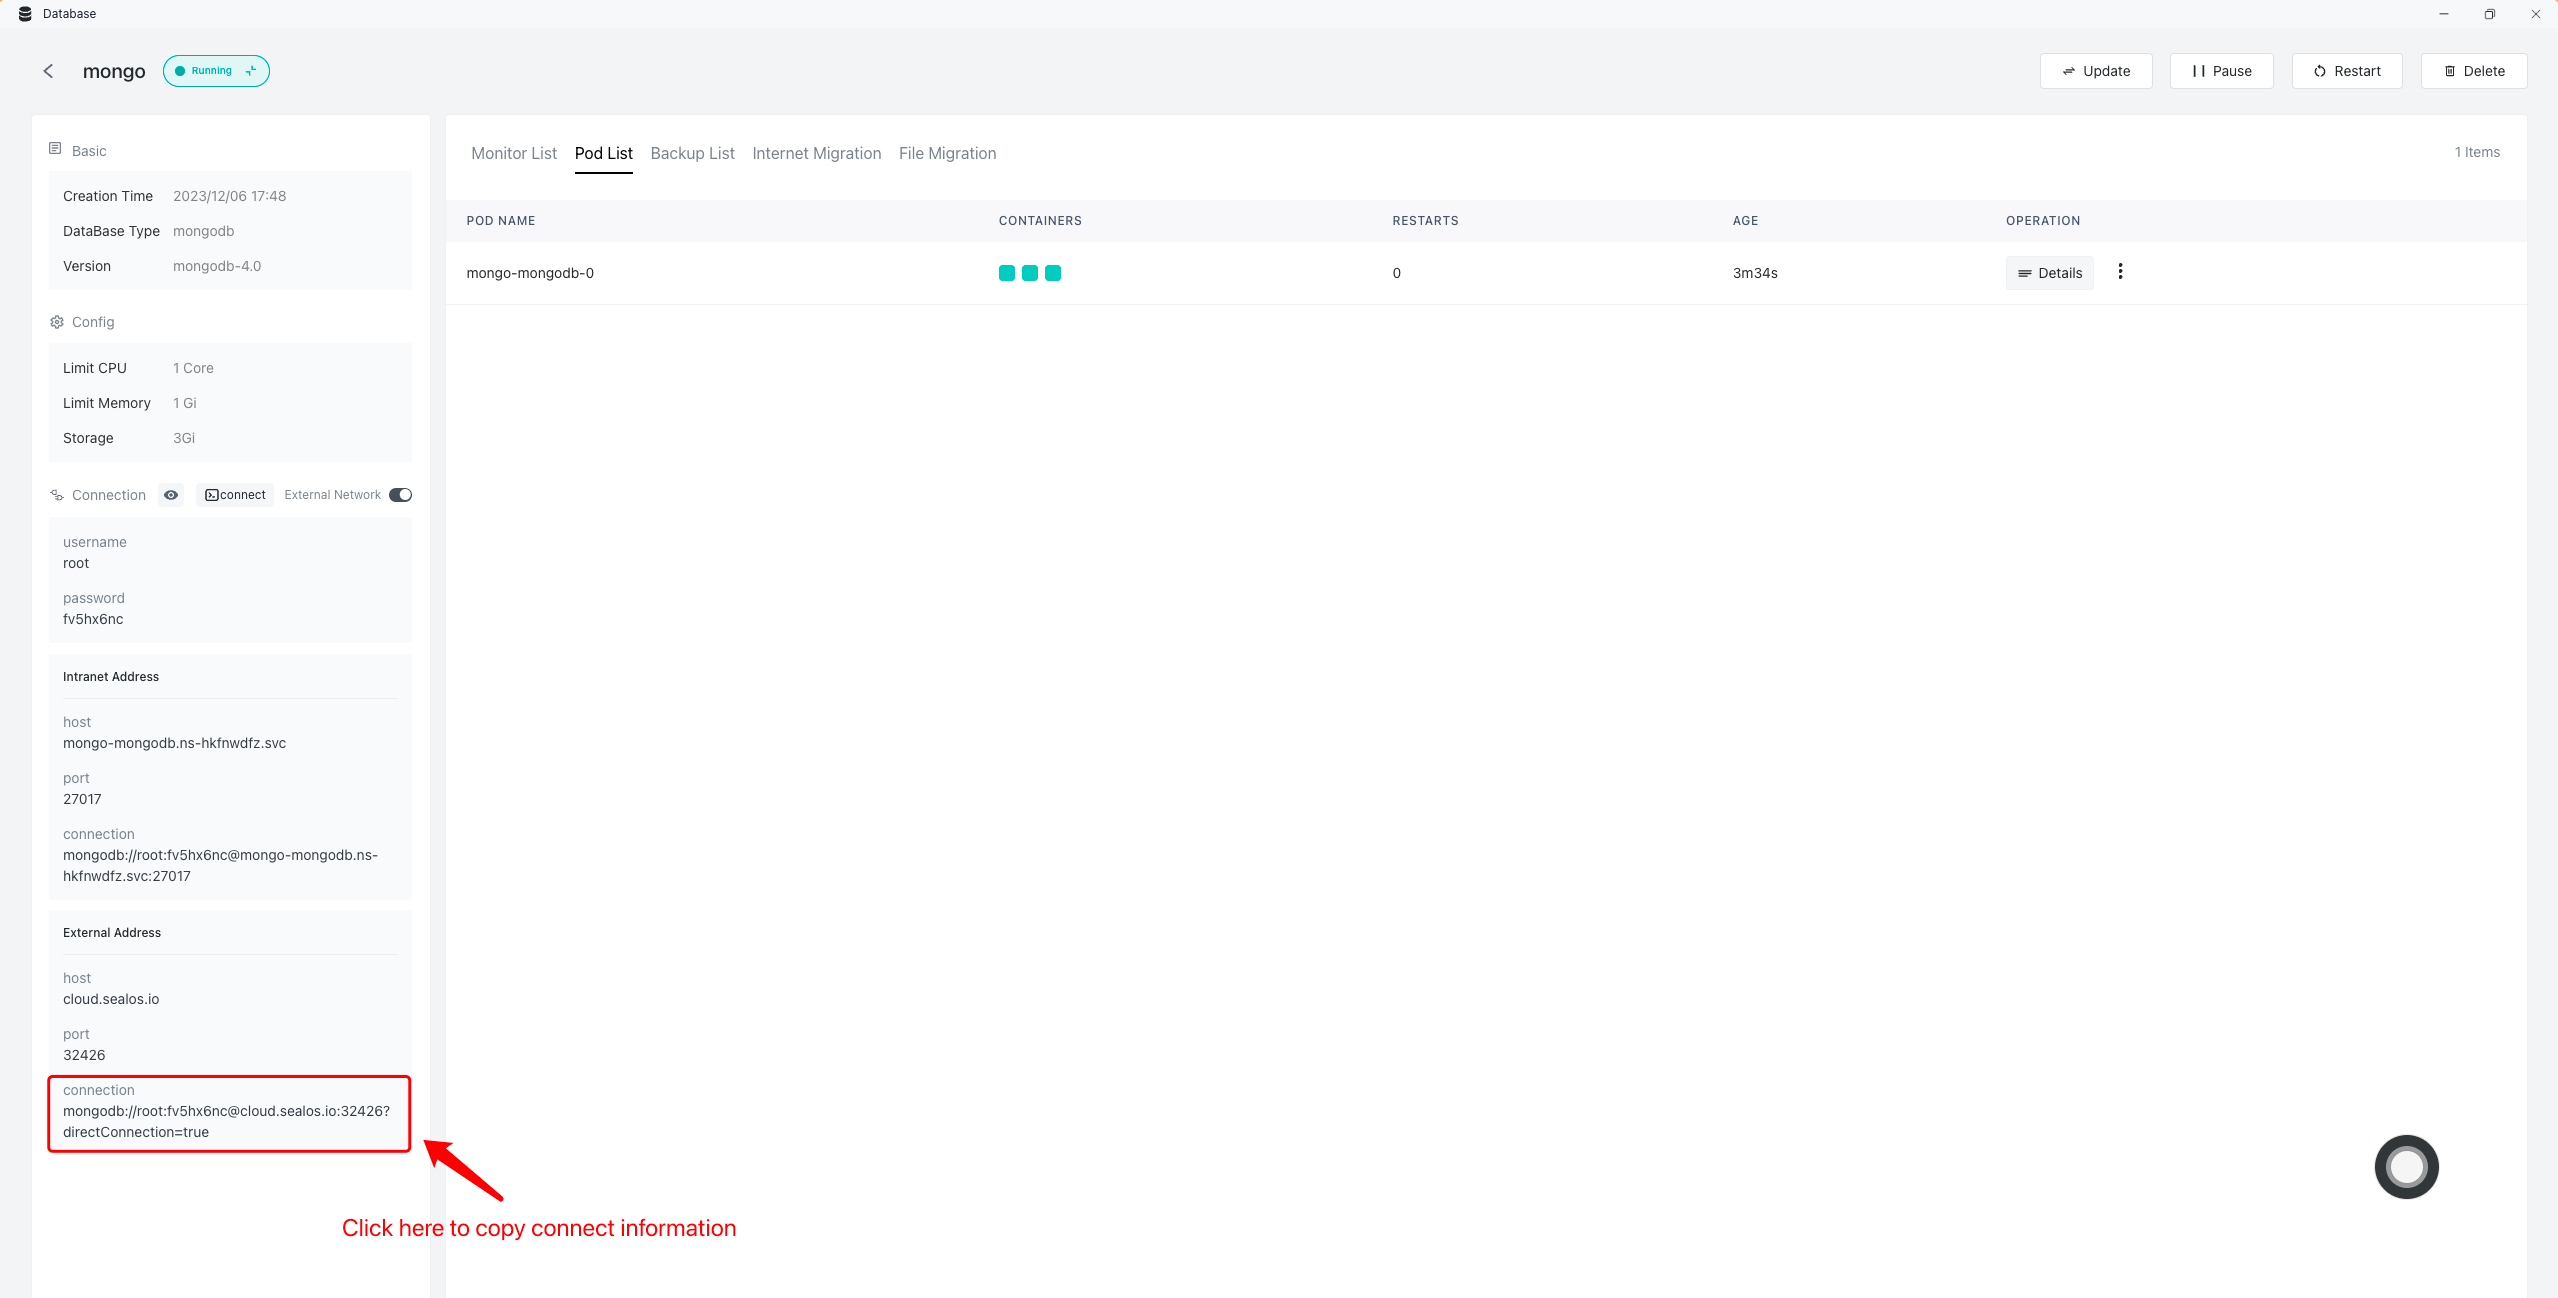 Database
mongo
Running
Update
Pause
Restart
Delete
Basic
Creation Time 2023/12/06 17:48
DataBase Type mongodb
Version mongodb-4.0
Config
Limit CPU 1 Core
Limit Memory 1 Gi
Storage 3Gi
Connection connect External Network
username
root
password
fv5hx6nc
Intranet Address
host
mongo-mongodb.ns-hkfnwdfz.svc
port
27017
connection
mongodb://root:fv5hx6nc@mongo-mongodb.ns-
hkfnwdfz.svc:27017
External Address
host
cloud.sealos.io
port
32426
connection
mongodb://root:fv5hx6nc@cloud.sealos.io:32426?
directConnection=true
Click here to copy connect information
Monitor List Pod List Backup List Internet Migration File Migration
1 Items
POD NAME CONTAINERS RESTARTS AGE OPERATION
mongo-mongodb-0 0 3m34s Details